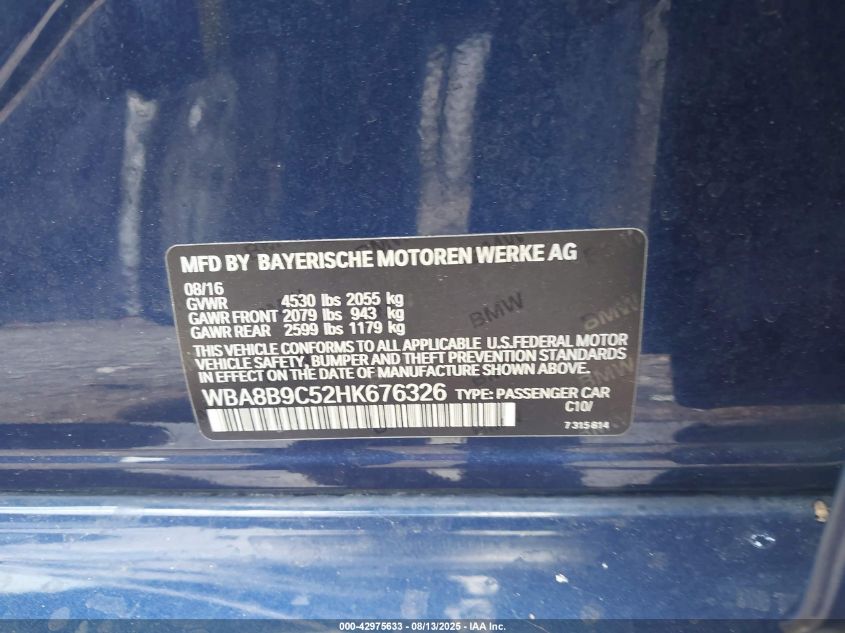 MFD BY BAYERISCHE MOTOREN WERKE AG
08/16
GVWR 4530 lbs 2055 kg
GAWR FRONT 2079 lbs 943 kg
GAWR REAR 2599 lbs 1179 kg
THIS VEHICLE CONFORMS TO ALL APPLICABLE U.S.FEDERAL MOTOR
VEHICLE SAFETY, BUMPER AND THEFT PREVENTION STANDARDS
IN EFFECT ON THE DATE OF MANUFACTURE SHOWN ABOVE.
WBA8B9C52HK676326 TYPE: PASSENGER CAR
C10/
7315614
BMW
000-42975633 - 08/13/2025 - IAA Inc.